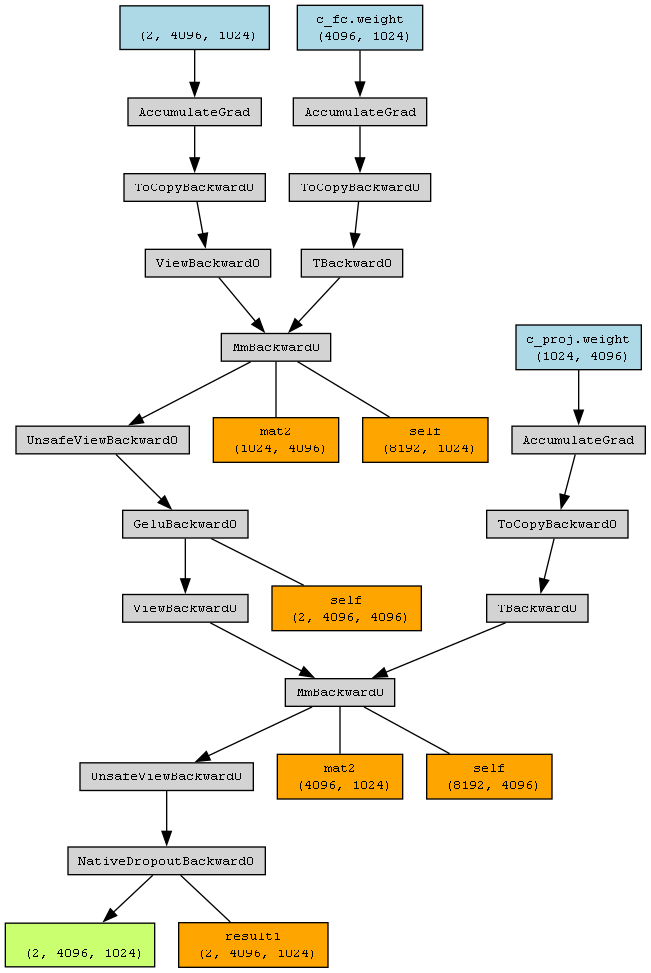 (2, 4096, 1024)
c_fc.weight
(4096, 1024)
AccumulateGrad
AccumulateGrad
ToCopyBackward0
ToCopyBackward0
ViewBackward0
TBackward0
MmBackward0
c_proj.weight
(1024, 4096)
UnsafeViewBackward0
mat2
(1024, 4096)
self
(8192, 1024)
AccumulateGrad
GeluBackward0
ToCopyBackward0
ViewBackward0
self
(2, 4096, 4096)
TBackward0
MmBackward0
UnsafeViewBackward0
mat2
(4096, 1024)
self
(8192, 4096)
NativeDropoutBackward0
(2, 4096, 1024)
result1
(2, 4096, 1024)